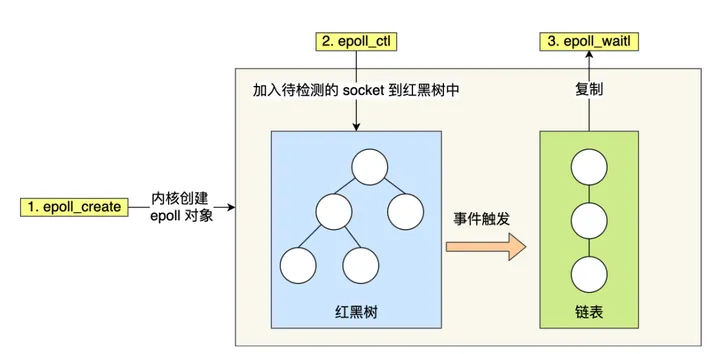 2. epoll_ctl
3. epoll_waitl
加入待检测的 socket 到红黑树中
复制
1. epoll_create
内核创建
epoll 对象
事件触发
红黑树
链表